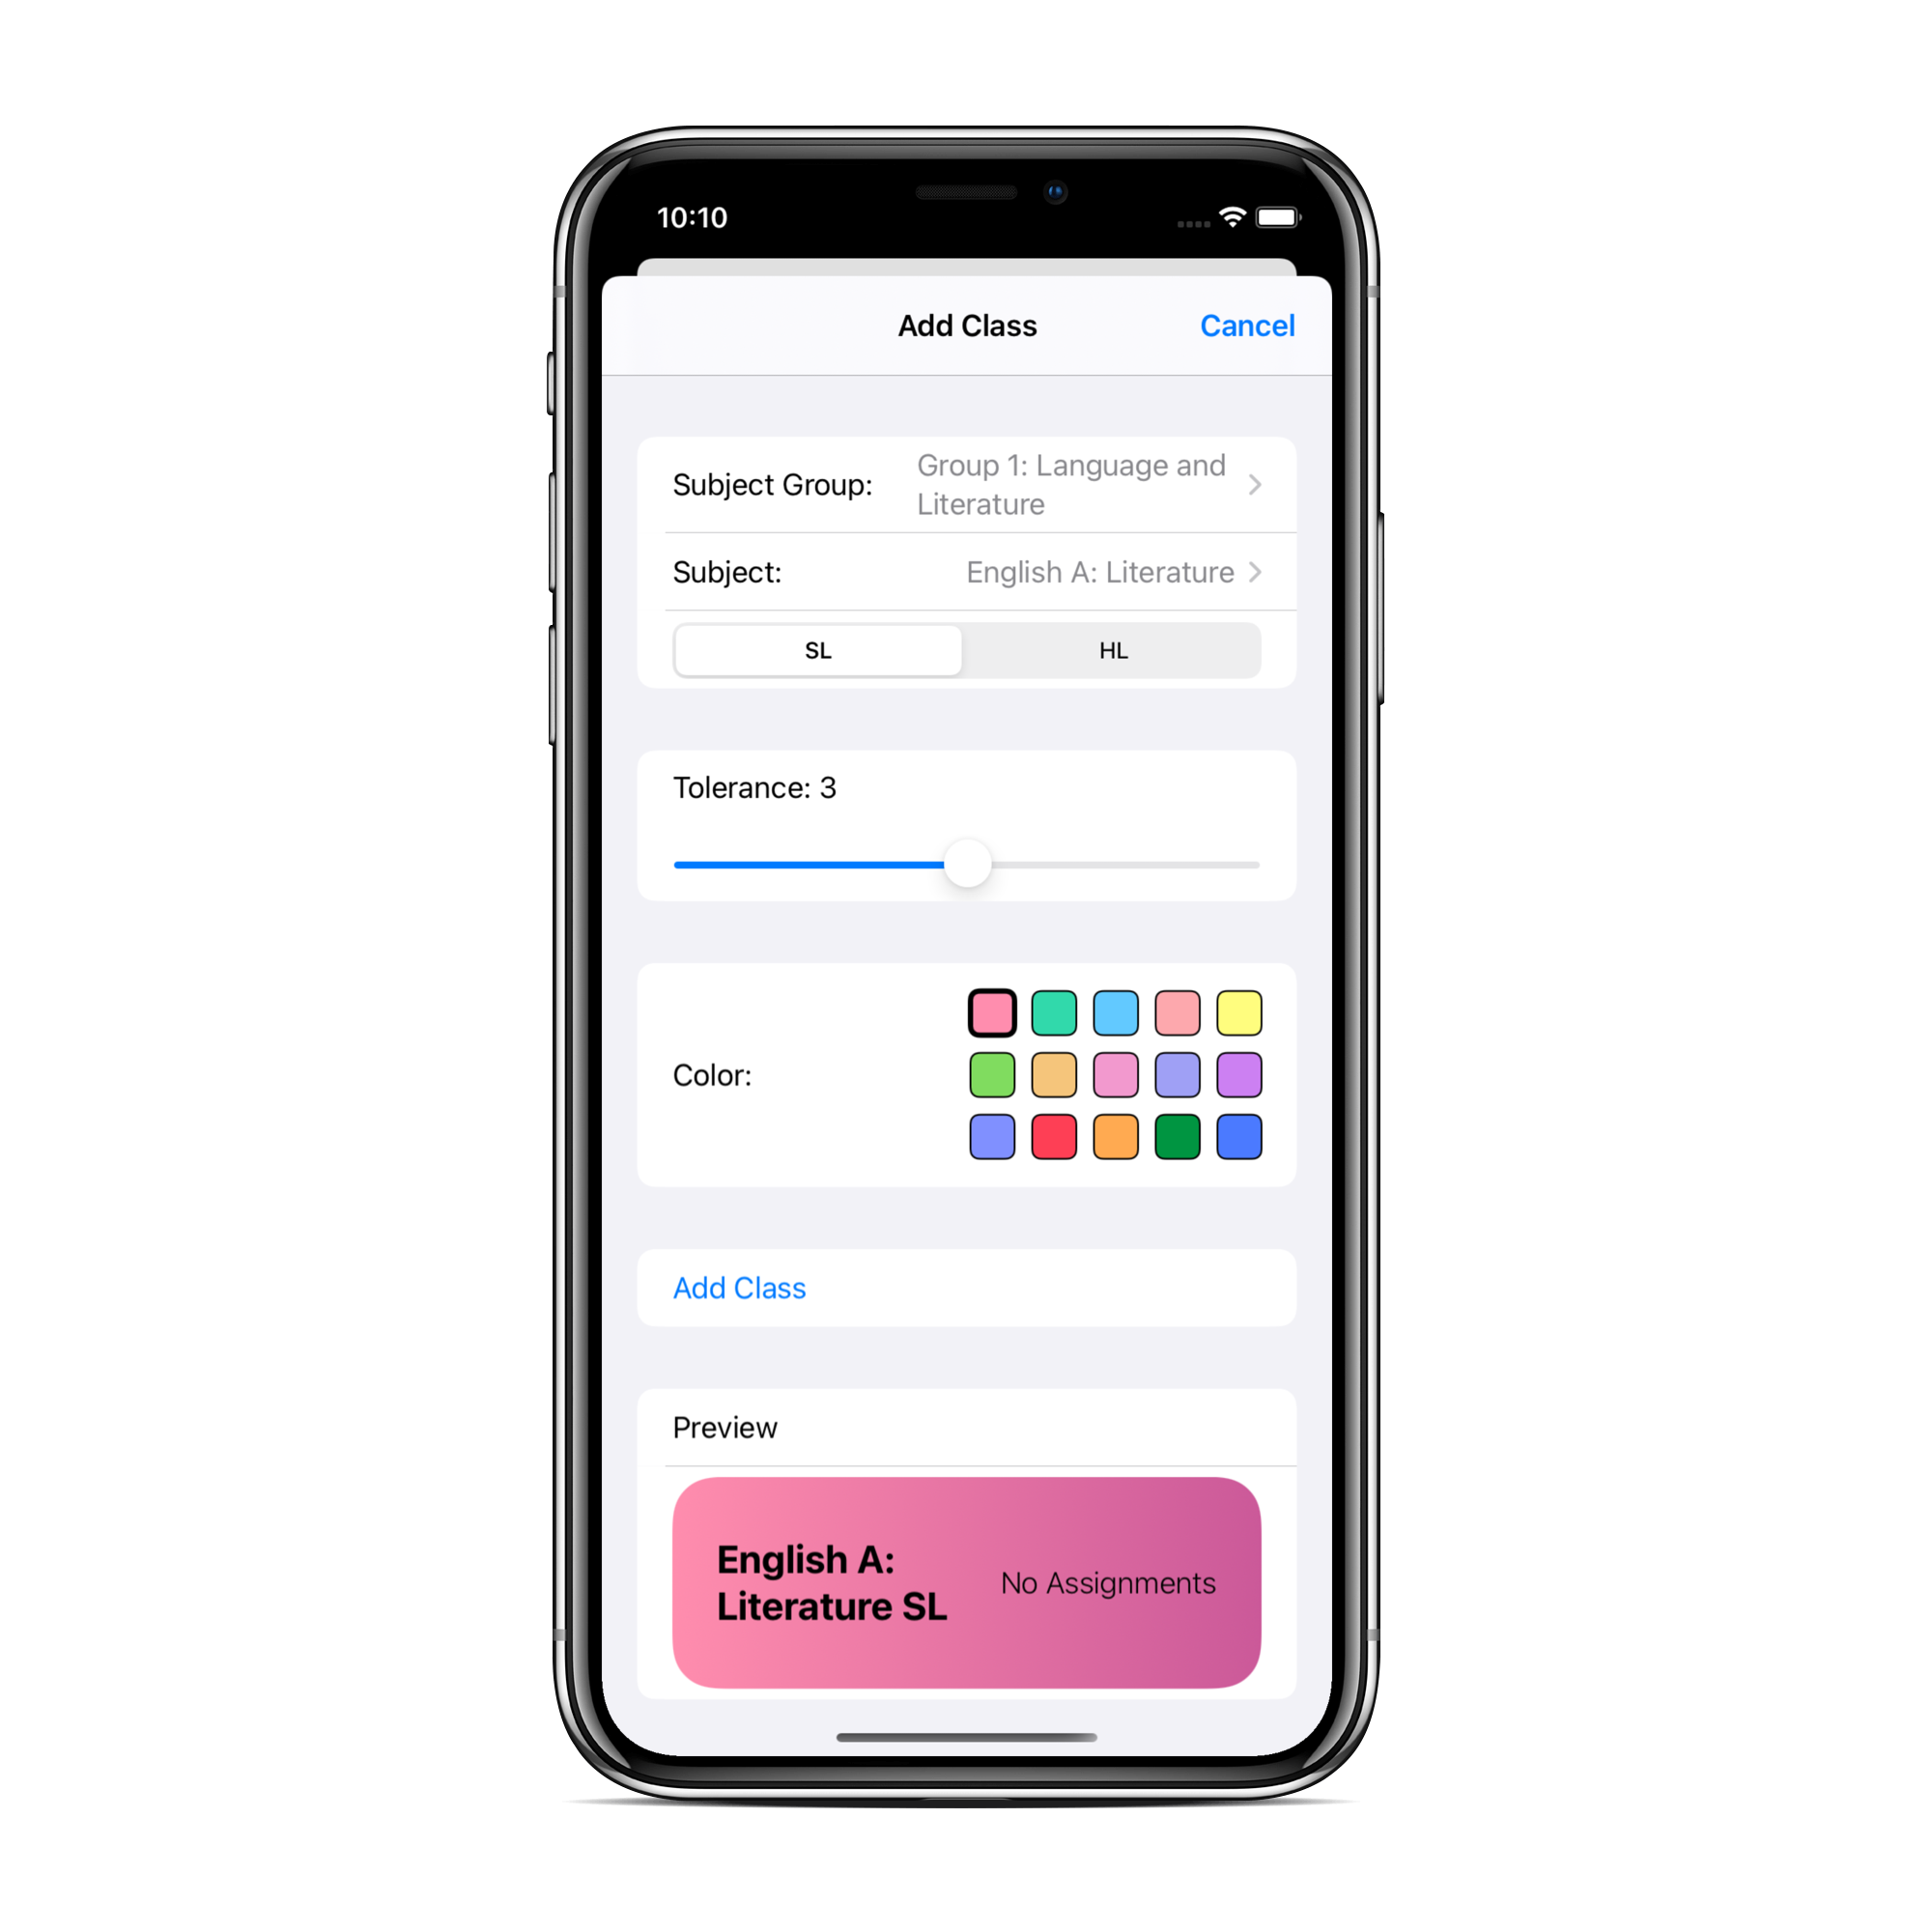 10:10
Add Class
Cancel
Subject Group:
Group 1: Language and
Literature
Subject:
English A: Literature
SL
HL
Tolerance: 3
Color:
Add Class
Preview
English A:
Literature SL
No Assignments